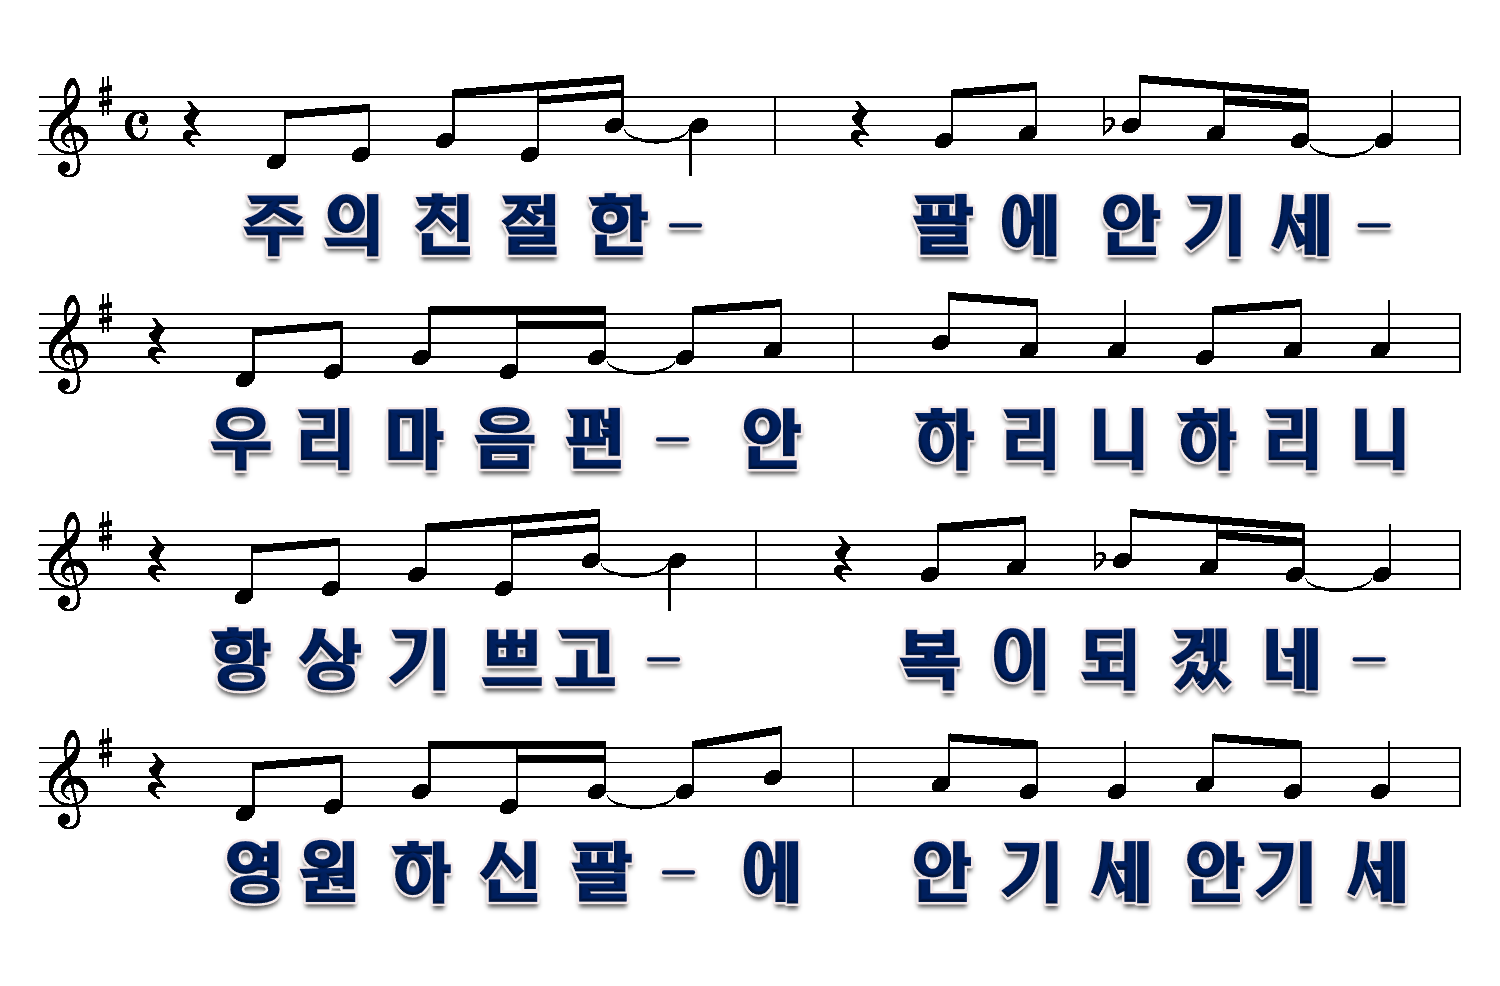 주의친절한- 팔에안기세-
우리마음편-안 하리니하리니
항상기쁘고- 복이되겠네-
영원하신팔-에 안기세안기세